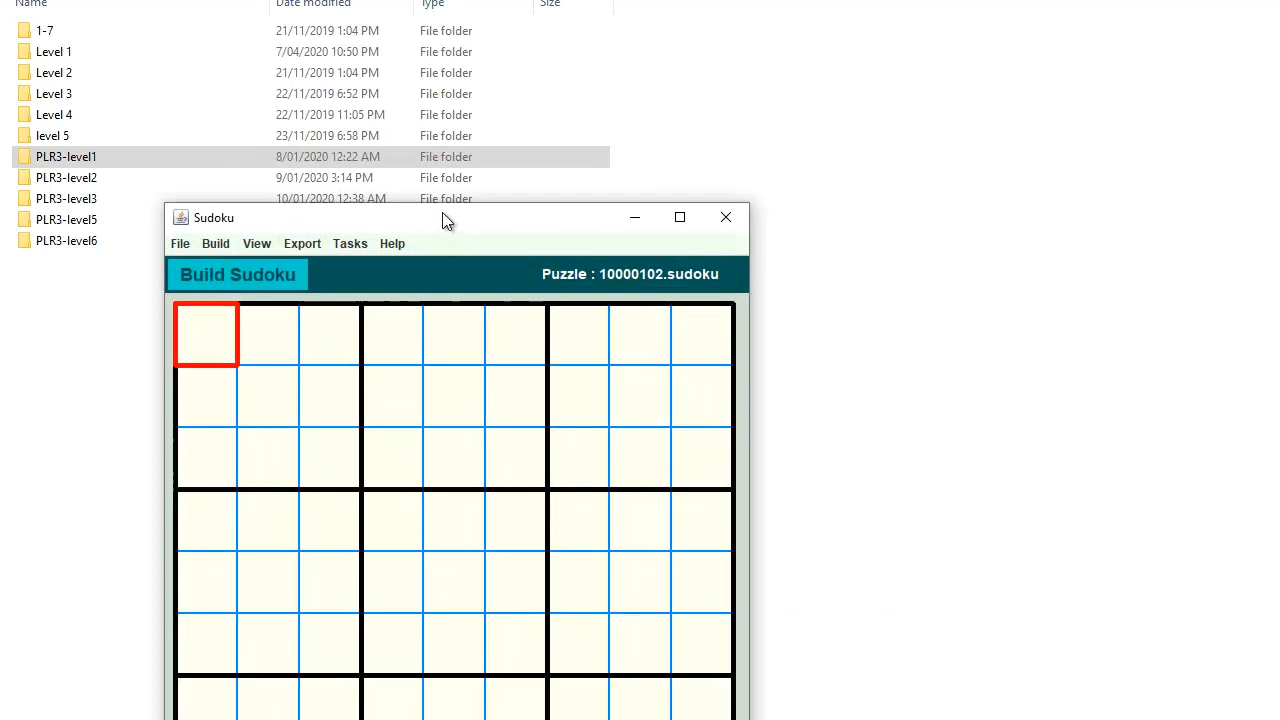 Name Date modified Type Size
1-7 21/11/2019 1:04 PM File folder
Level 1 7/04/2020 10:50 PM File folder
Level 2 21/11/2019 1:04 PM File folder
Level 3 22/11/2019 6:52 PM File folder
Level 4 22/11/2019 11:05 PM File folder
level 5 23/11/2019 6:58 PM File folder
PLR3-level1 8/01/2020 12:22 AM File folder
PLR3-level2 9/01/2020 3:14 PM File folder
PLR3-level3 10/01/2020 12:38 AM File folder
PLR3-level5
PLR3-level6
Sudoku
File Build View Export Tasks Help
Build Sudoku Puzzle : 10000102.sudoku